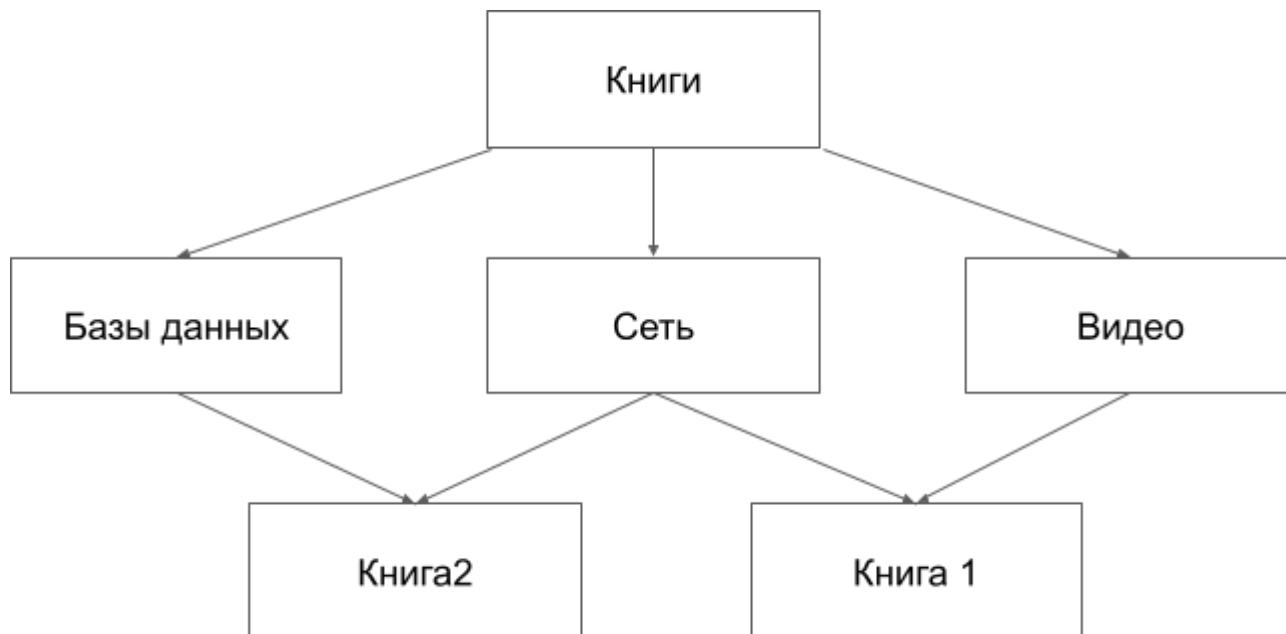 Книги
Базы данных
Сеть
Видео
Книга2
Книга 1